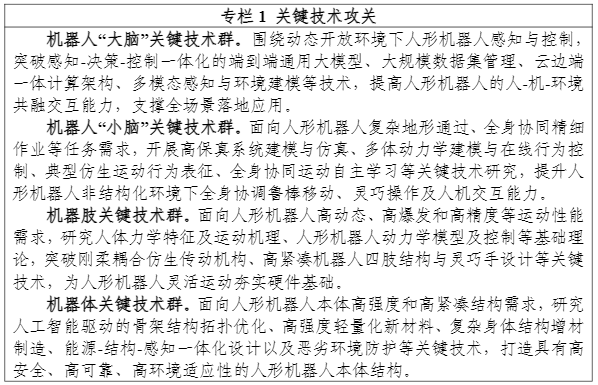 专栏 1 关键技术攻关
机器人“大脑”关键技术群。围绕动态开放环境下人形机器人感知与控制，
突破感知-决策-控制一体化的端到端通用大模型、大规模数据集管理、云边端
一体计算架构、多模态感知与环境建模等技术，提高人形机器人的人-机-环境
共融交互能力，支撑全场景落地应用。
机器人“小脑”关键技术群。面向人形机器人复杂地形通过、全身协同精细
作业等任务需求，开展高保真系统建模与仿真、多体动力学建模与在线行为控
制、典型仿生运动行为表征、全身协同运动自主学习等关键技术研究，提升人
形机器人非结构化环境下全身协调鲁棒移动、灵巧操作及人机交互能力。
机器肢关键技术群。面向人形机器人高动态、高爆发和高精度等运动性能
需求，研究人体力学特征及运动机理、人形机器人动力学模型及控制等基础理
论，突破刚柔耦合仿生传动机构、高紧凑机器人四肢结构与灵巧手设计等关键
技术，为人形机器人灵活运动夯实硬件基础。
机器体关键技术群。面向人形机器人本体高强度和高紧凑结构需求，研究
人工智能驱动的骨架结构拓扑优化、高强度轻量化新材料、复杂身体结构增材
制造、能源-结构-感知一体化设计以及恶劣环境防护等关键技术，打造具有高
安全、高可靠、高环境适应性的人形机器人本体结构。